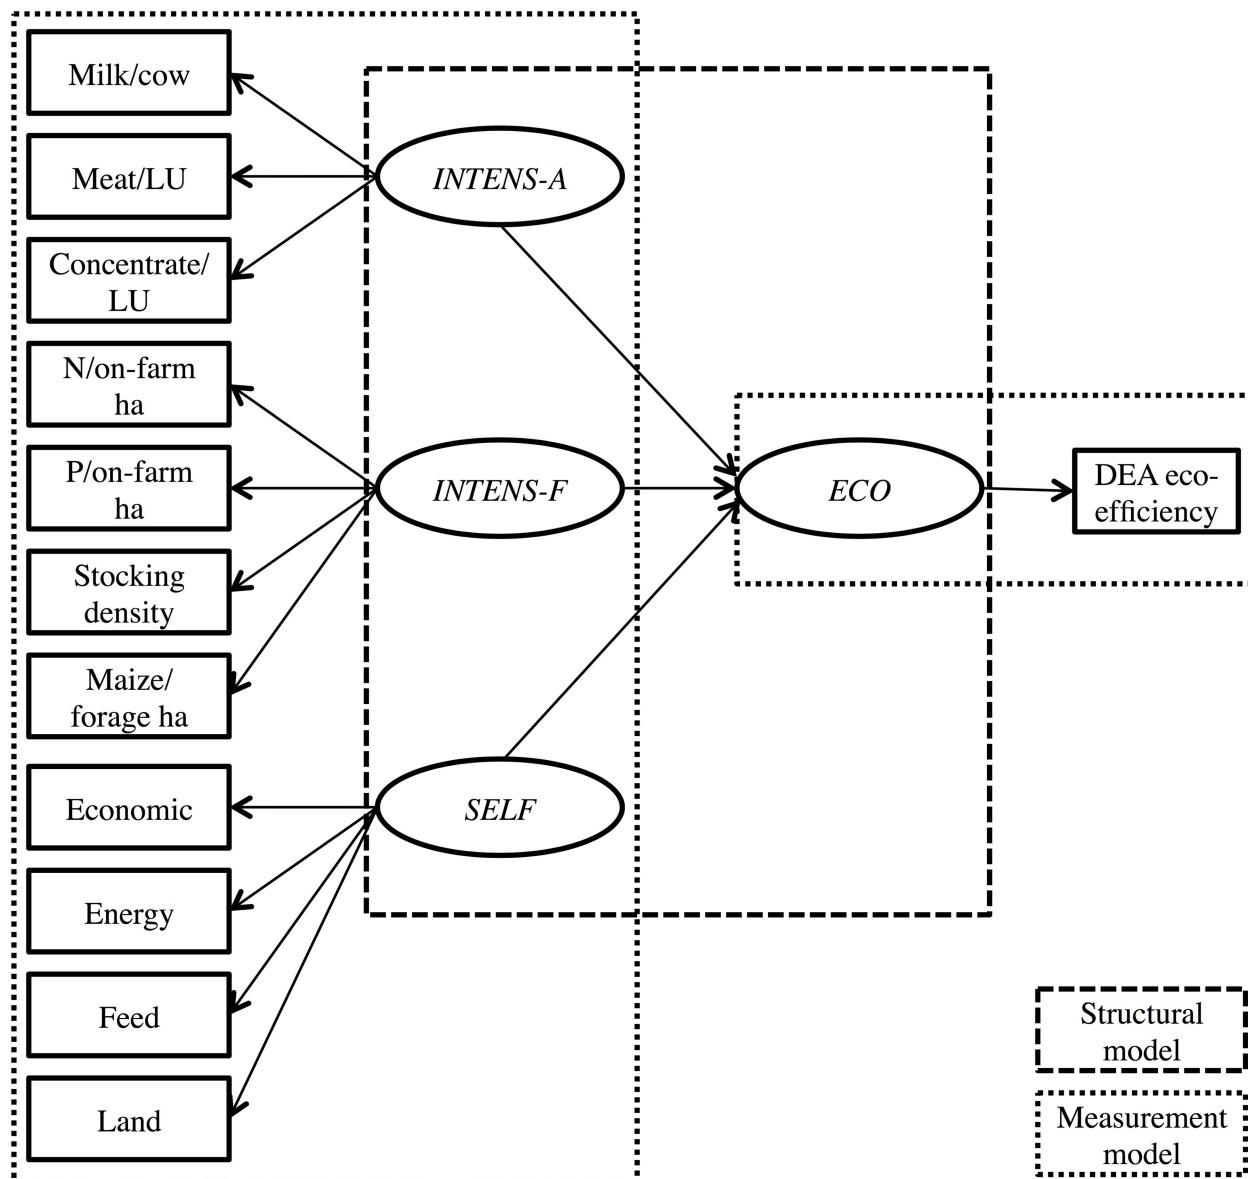 Milk/cow
Meat/LU
Concentrate/
LU
N/on-farm
ha
P/on-farm
ha
Stocking
density
Maize/
forage ha
Economic
Energy
Feed
Land
INTENS-A
INTENS-F
SELF
ECO
DEA eco-
efficiency
Structural
model
Measurement
model